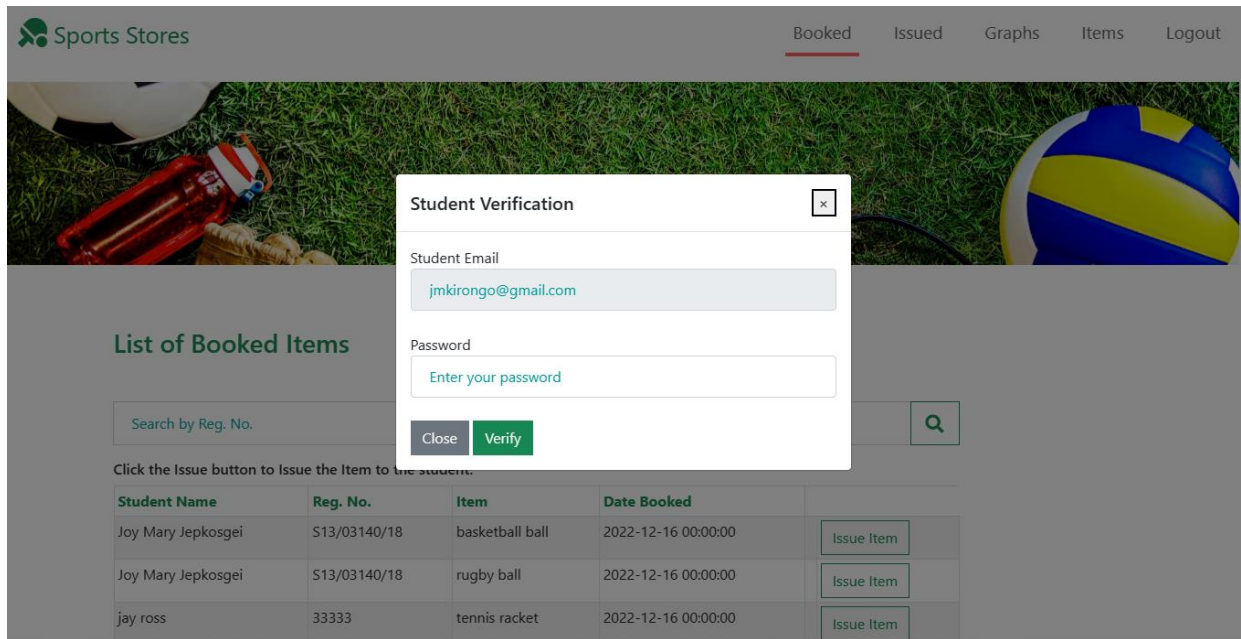 Sports Stores
Booked Issued Graphs Items Logout
Student Verification
×
Student Email
jmkirongo@gmail.com
List of Booked Items
Password
Enter your password
Search by Reg. No.
Close Verify
Click the Issue button to Issue the Item to the student.
Student Name Reg. No. Item Date Booked
Joy Mary Jepkosgei S13/03140/18 basketball ball 2022-12-16 00:00:00 Issue Item
Joy Mary Jepkosgei S13/03140/18 rugby ball 2022-12-16 00:00:00 Issue Item
jay ross 33333 tennis racket 2022-12-16 00:00:00 Issue Item